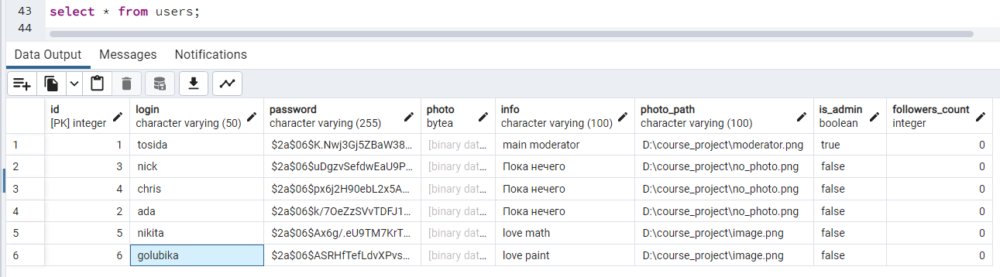 43 select * from users;
44
Data Output Messages Notifications
id login password photo info photo_path is_admin followers_count
[PK] integer character varying (50) character varying (255) bytea character varying (100) character varying (100) boolean integer
1 1 tosida $2a$06$K.Nwj3Gj5ZBaW38... [binary dat... main moderator D:\course_project\moderator.png true 0
2 3 nick $2a$06$uDgzvSefdwEaU9P... [binary dat... Пока нечего D:\course_project\no_photo.png false 0
3 4 chris $2a$06$px6j2H90ebL2x5A... [binary dat... Пока нечего D:\course_project\no_photo.png false 0
4 2 ada $2a$06$k/7OeZzSVvTDFJ1... [binary dat... Пока нечего D:\course_project\no_photo.png false 0
5 5 nikita $2a$06$Ax6g/.eU9TM7KrT... [binary dat... love math D:\course_project\image.png false 0
6 6 golubika $2a$06$ASRHfTefLdvXPvs... [binary dat... love paint D:\course_project\image.png false 0